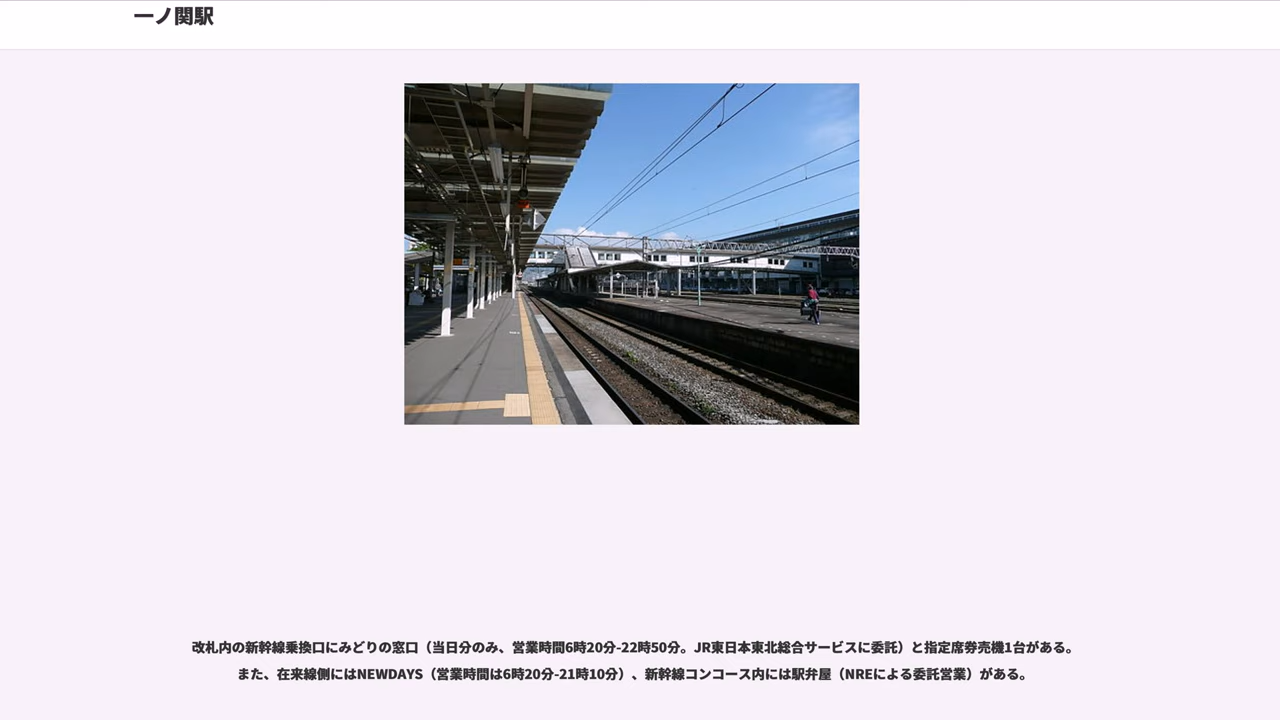 一ノ関駅
改札内の新幹線乗換口にみどりの窓口（当日分のみ、営業時間6時20分-22時50分。JR東日本東北総合サービスに委託）と指定席券売機1台がある。
また、在来線側にはNEWDAYS（営業時間は6時20分-21時10分）、新幹線コンコース内には駅弁屋（NREによる委託営業）がある。